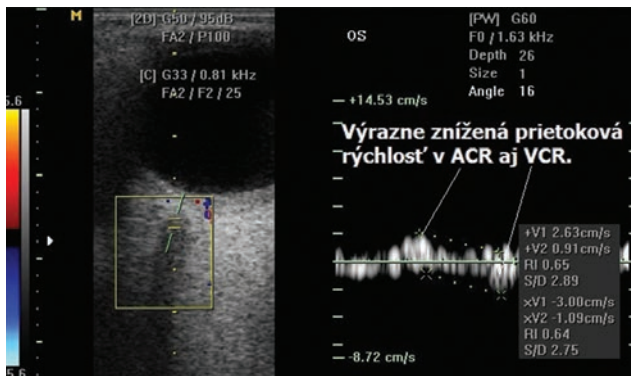 M
[2D] G50 / 95dB
FA2 / P100
[C] G33 / 0.81 kHz
FA2 / F2 / 25
5.6
5.6
OS
[PW] G60
F0 / 1.63 kHz
Depth 26
Size 1
Angle 16
+14.53 cm/s
Výrazne znížená prietoková
rýchlosť v ACR aj VCR.
+V1 2.63cm/s
+V2 0.91cm/s
RI 0.65
S/D 2.89
xV1 -3.00cm/s
xV2 -1.09cm/s
RI 0.64
S/D 2.75
-8.72 cm/s